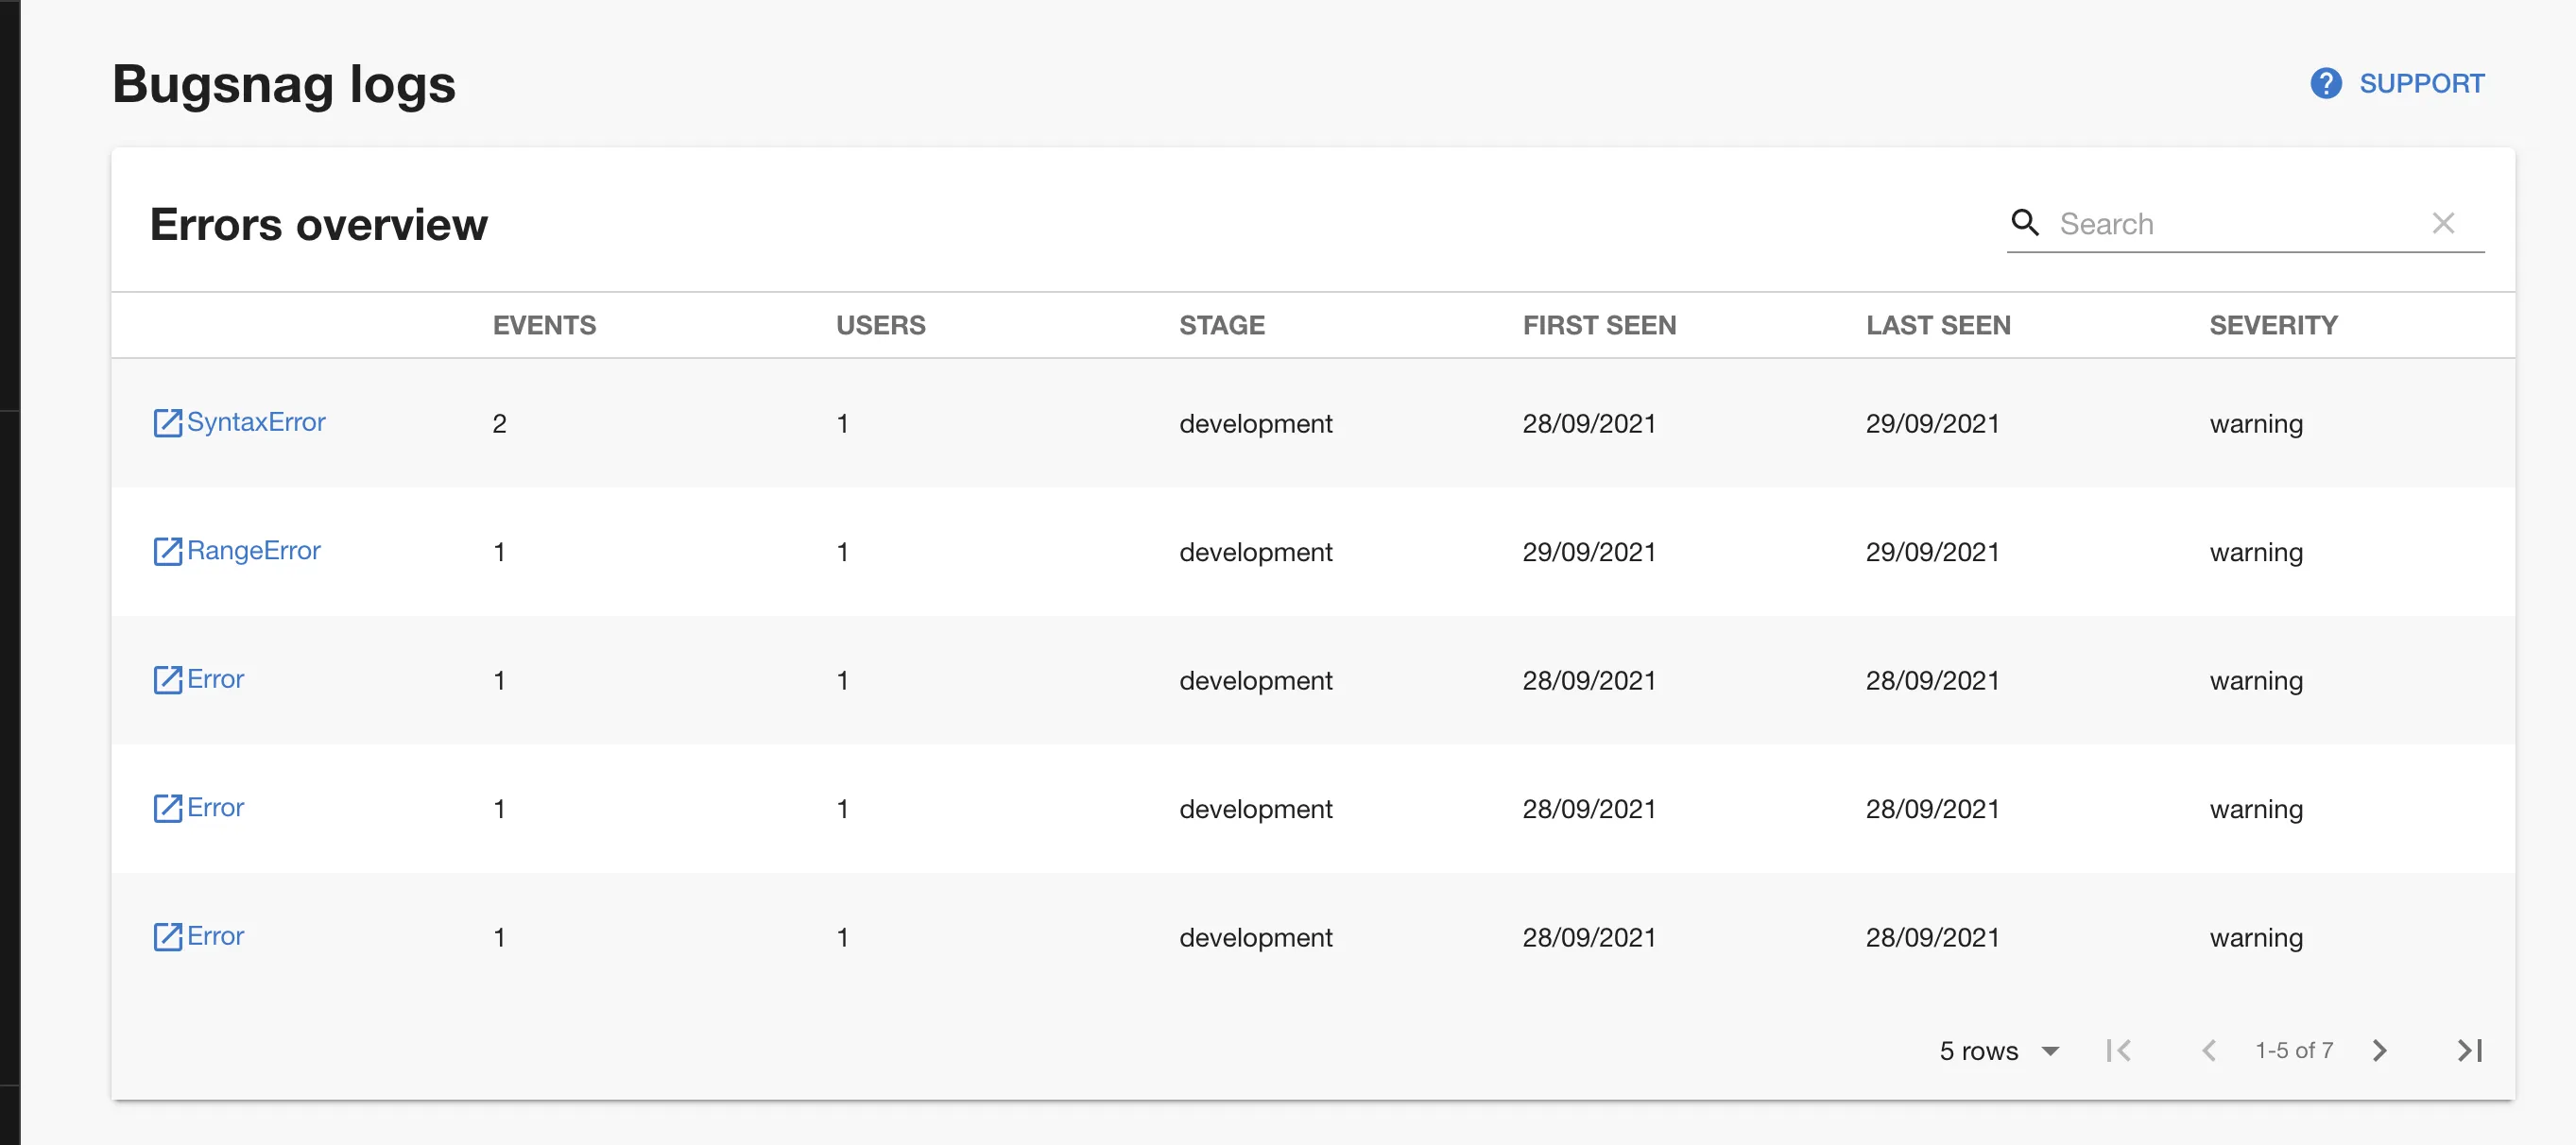 Bugsnag logs
SUPPORT
Errors overview
Search
EVENTS USERS STAGE FIRST SEEN LAST SEEN SEVERITY
SyntaxError 2 1 development 28/09/2021 29/09/2021 warning
RangeError 1 1 development 29/09/2021 29/09/2021 warning
Error 1 1 development 28/09/2021 28/09/2021 warning
Error 1 1 development 28/09/2021 28/09/2021 warning
Error 1 1 development 28/09/2021 28/09/2021 warning
5 rows 1-5 of 7